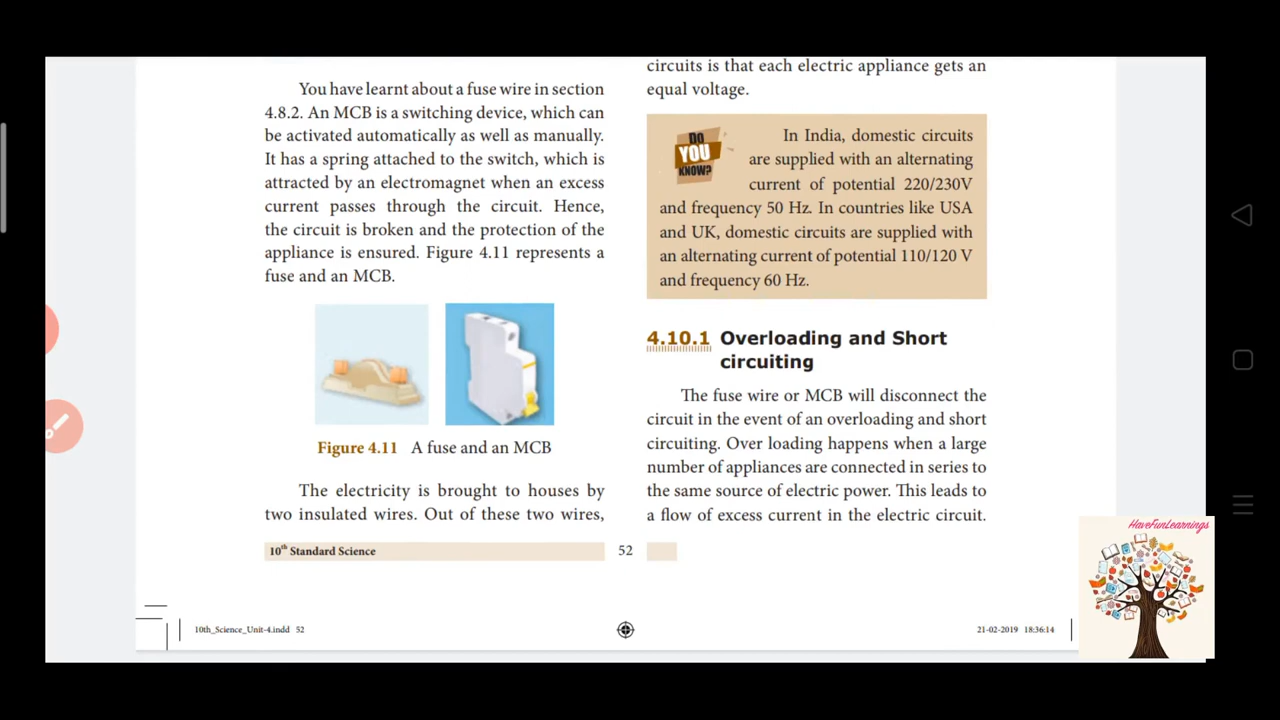 You have learnt about a fuse wire in section
4.8.2. An MCB is a switching device, which can
be activated automatically as well as manually.
It has a spring attached to the switch, which is
attracted by an electromagnet when an excess
current passes through the circuit. Hence,
the circuit is broken and the protection of the
appliance is ensured. Figure 4.11 represents a
fuse and an MCB.
Figure 4.11 A fuse and an MCB
The electricity is brought to houses by
two insulated wires. Out of these two wires,
circuits is that each electric appliance gets an
equal voltage.
DO
YOU
KNOW?
In India, domestic circuits
are supplied with an alternating
current of potential 220/230V
and frequency 50 Hz. In countries like USA
and UK, domestic circuits are supplied with
an alternating current of potential 110/120 V
and frequency 60 Hz.
4.10.1 Overloading and Short
circuiting
The fuse wire or MCB will disconnect the
circuit in the event of an overloading and short
circuiting. Over loading happens when a large
number of appliances are connected in series to
the same source of electric power. This leads to
a flow of excess current in the electric circuit.
10th Standard Science
52
10th_Science_Unit-4.indd 52
21-02-2019 18:36:14
HaveFunLearnings